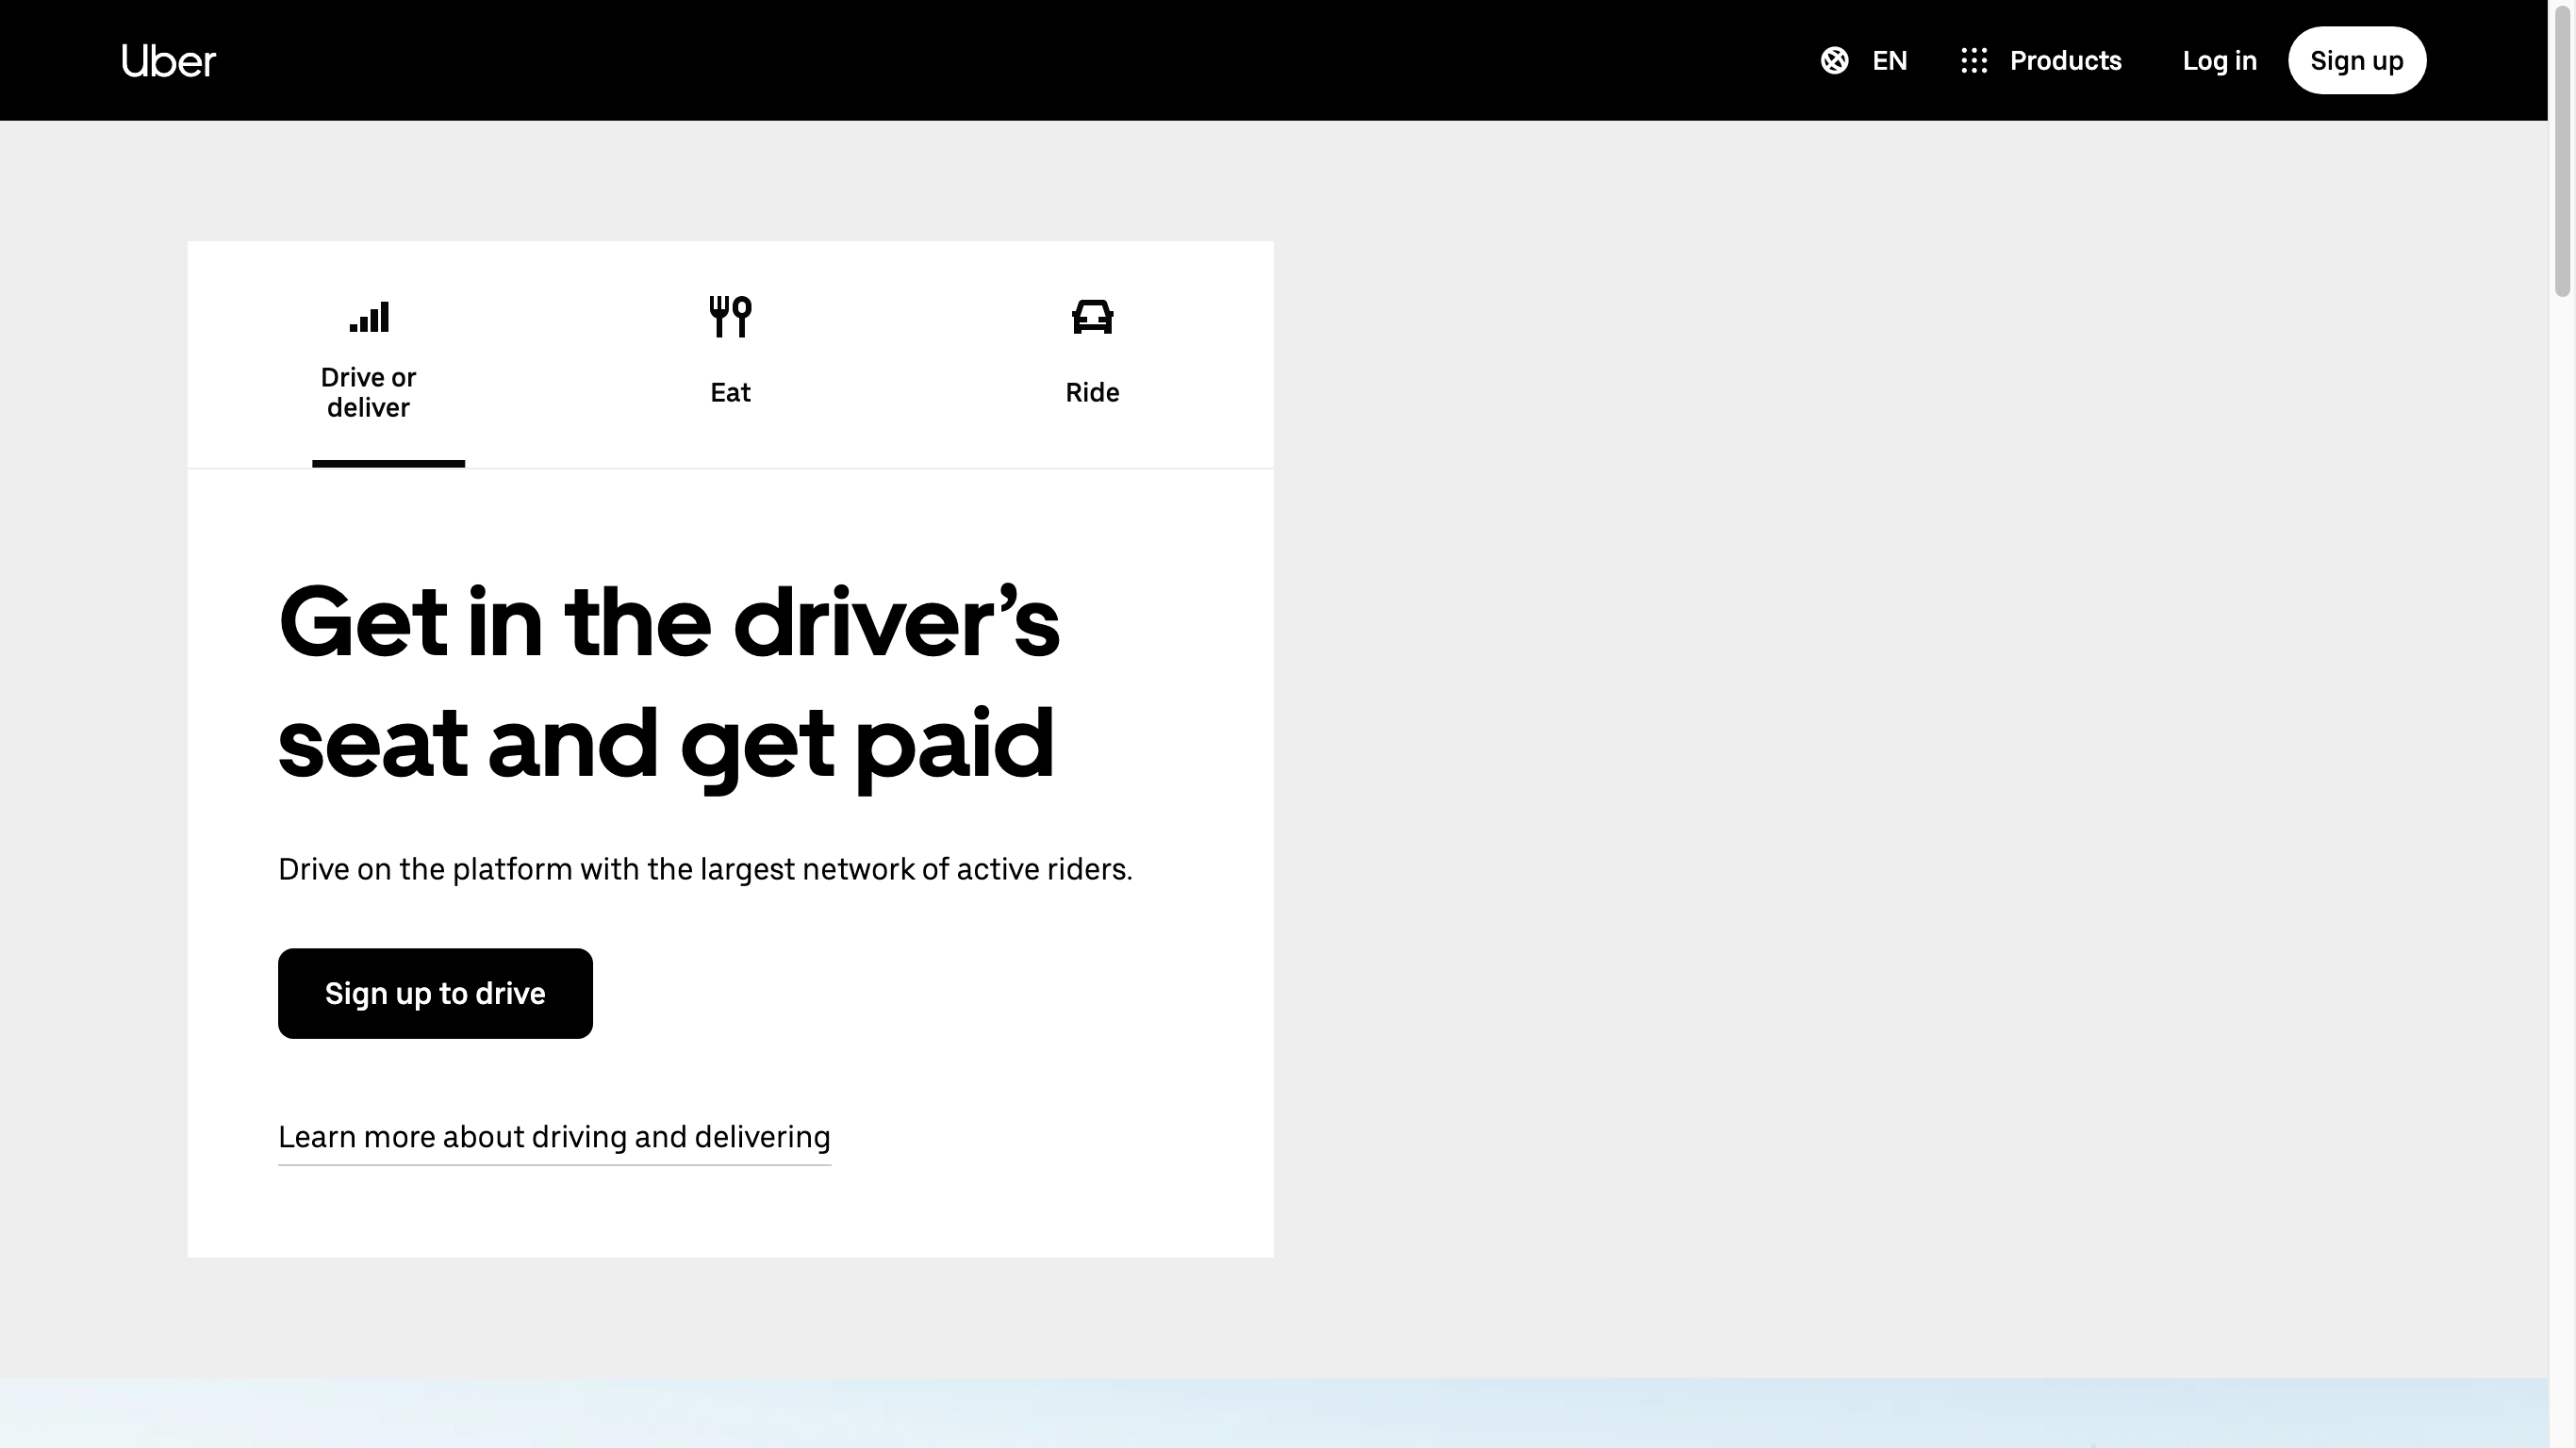 Uber
EN
Products
Log in
Sign up
Drive or
deliver
Eat
Ride
Get in the driver’s
seat and get paid
Drive on the platform with the largest network of active riders.
Sign up to drive
Learn more about driving and delivering